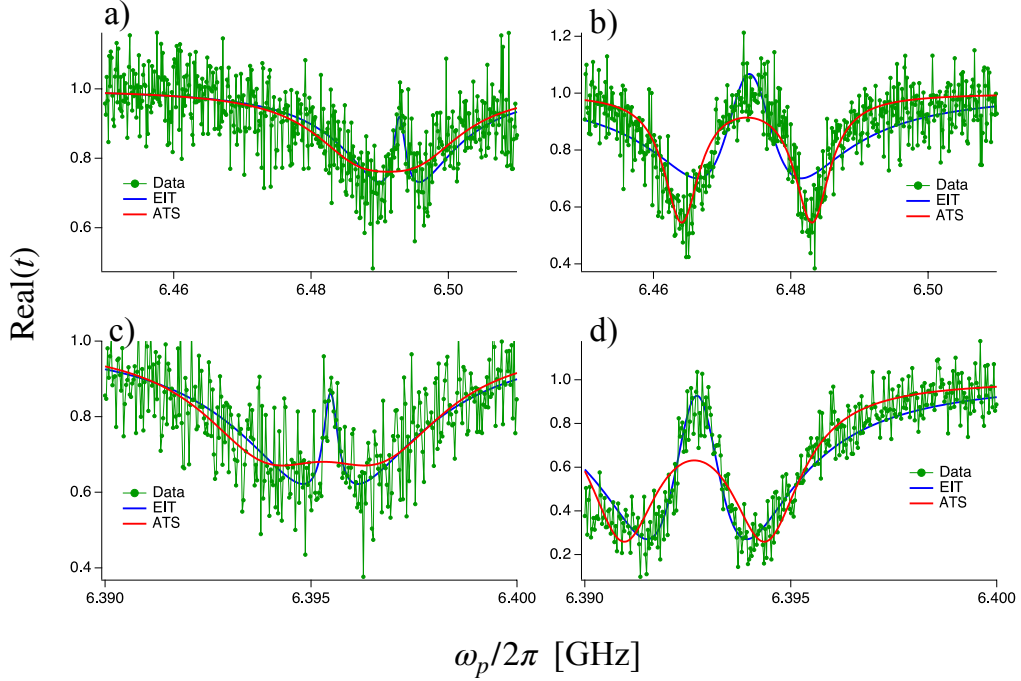 a)
1.0
0.8
0.6
Data
EIT
ATS
6.46
6.48
6.50
b)
1.2
1.0
0.8
0.6
0.4
Data
EIT
ATS
6.46
6.48
6.50
Real(t)
c)
1.0
0.8
0.6
0.4
Data
EIT
ATS
6.390
6.395
6.400
d)
1.0
0.8
0.6
0.4
0.2
Data
EIT
ATS
6.390
6.395
6.400
ωp/2π [GHz]